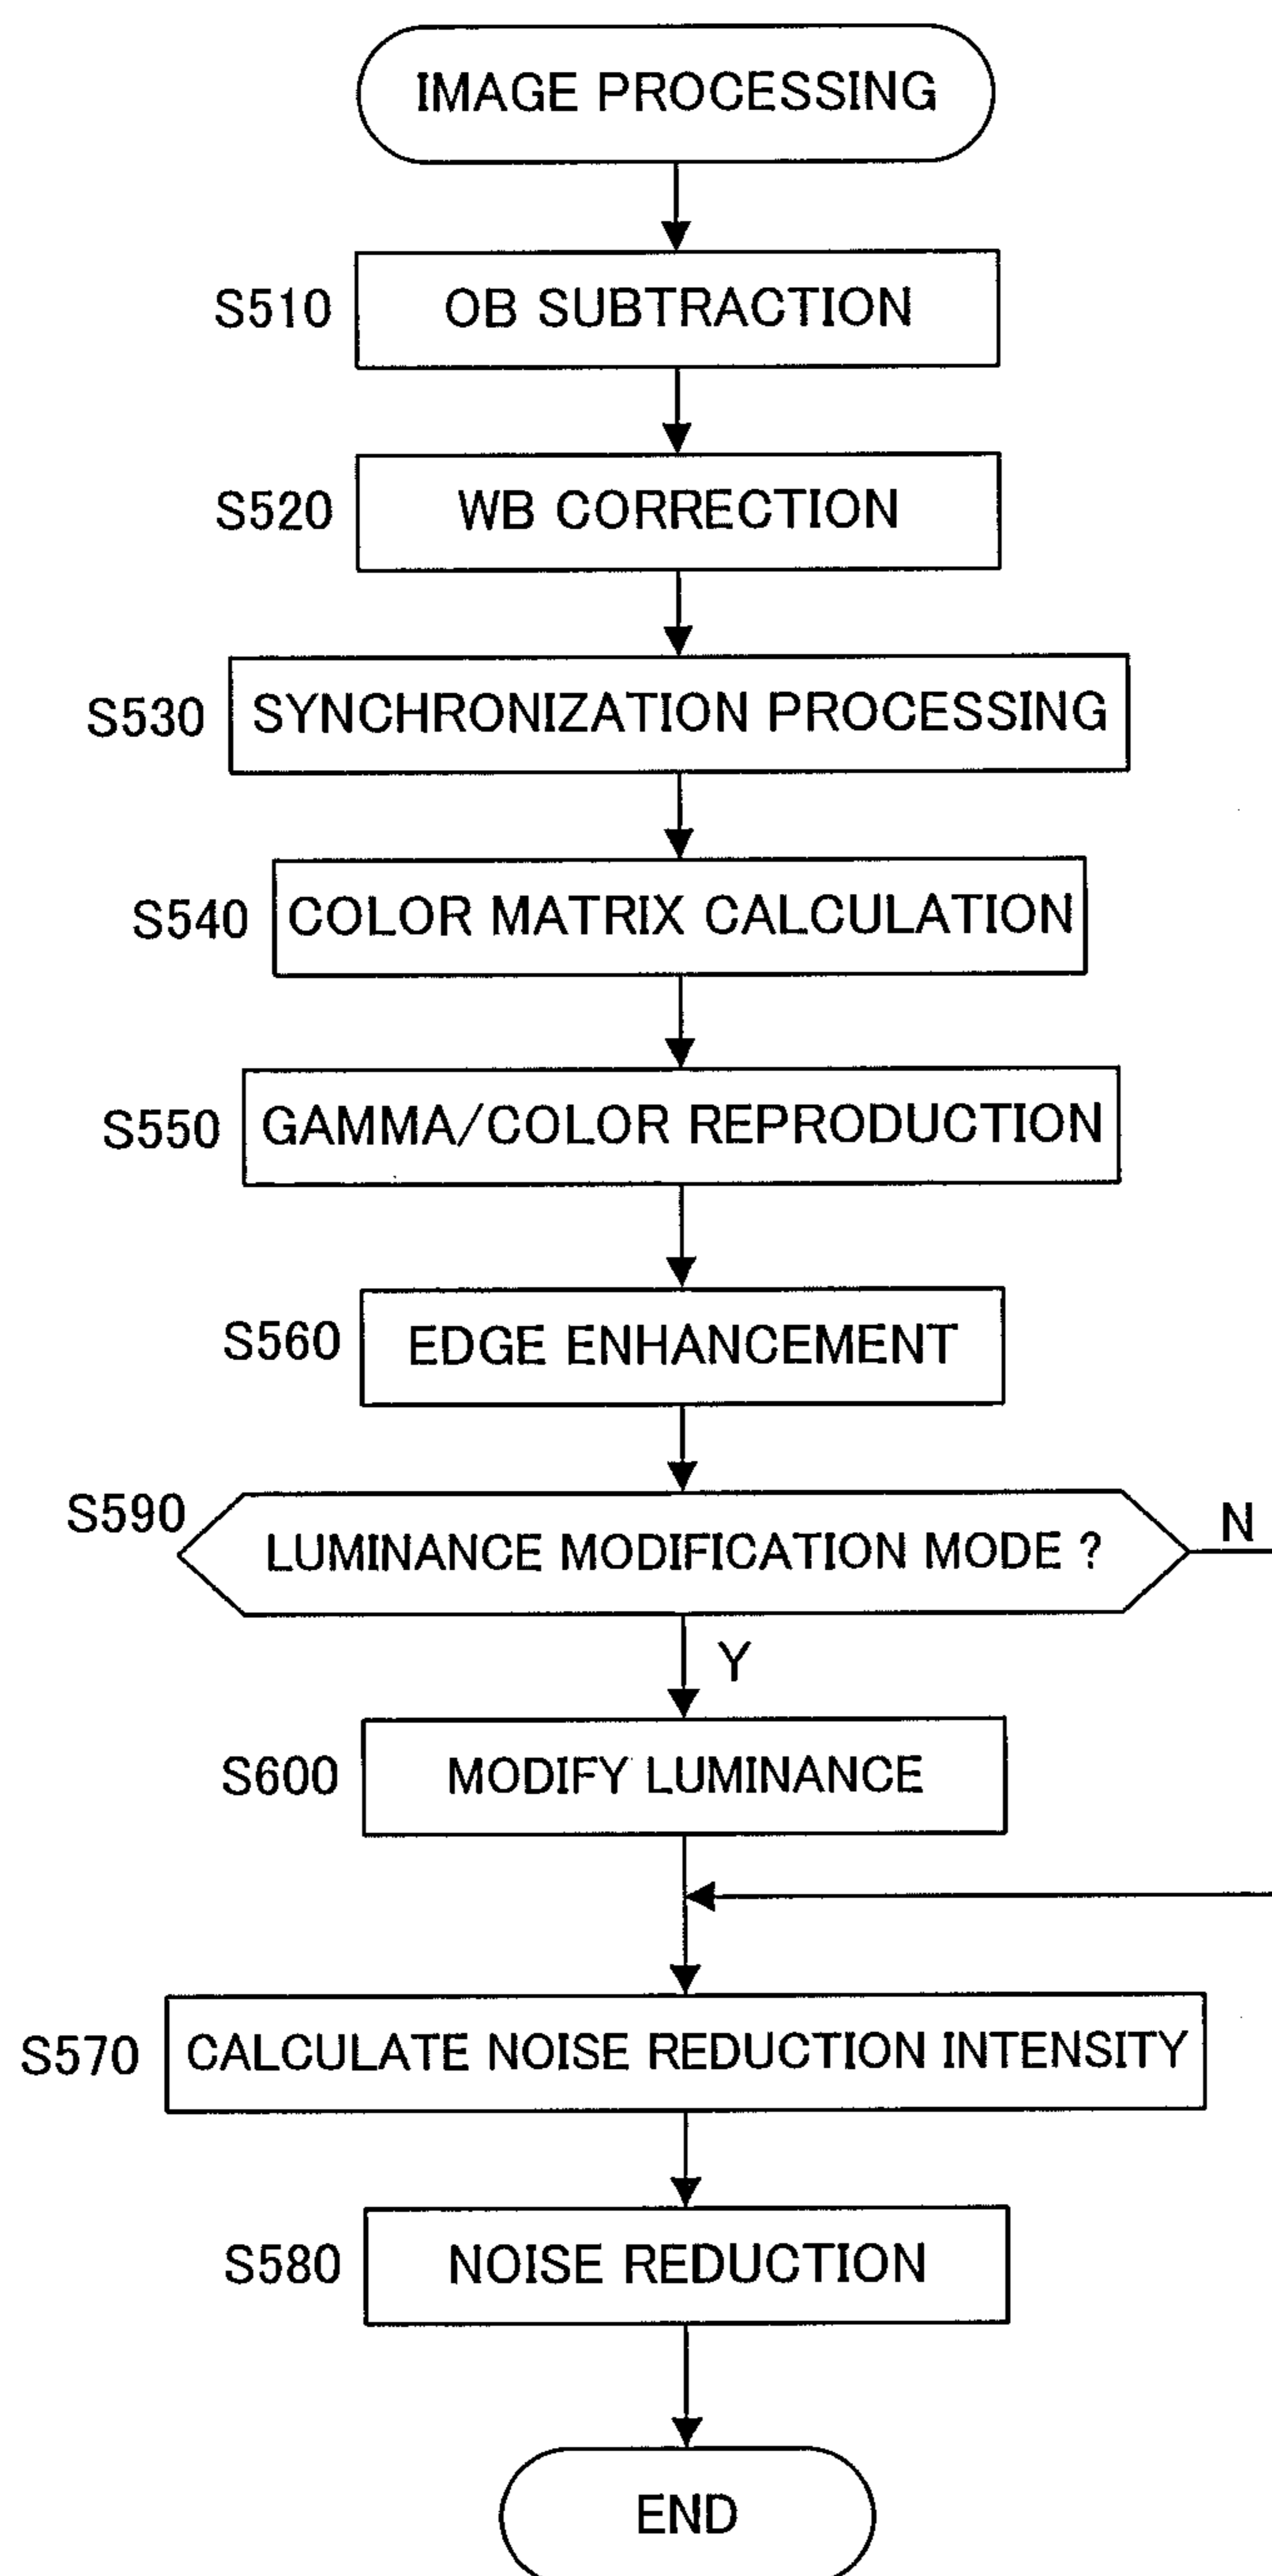 IMAGE PROCESSING
S510 OB SUBTRACTION
S520 WB CORRECTION
S530 SYNCHRONIZATION PROCESSING
S540 COLOR MATRIX CALCULATION
S550 GAMMA/COLOR REPRODUCTION
S560 EDGE ENHANCEMENT
S590 LUMINANCE MODIFICATION MODE ? N
Y
S600 MODIFY LUMINANCE
S570 CALCULATE NOISE REDUCTION INTENSITY
S580 NOISE REDUCTION
END